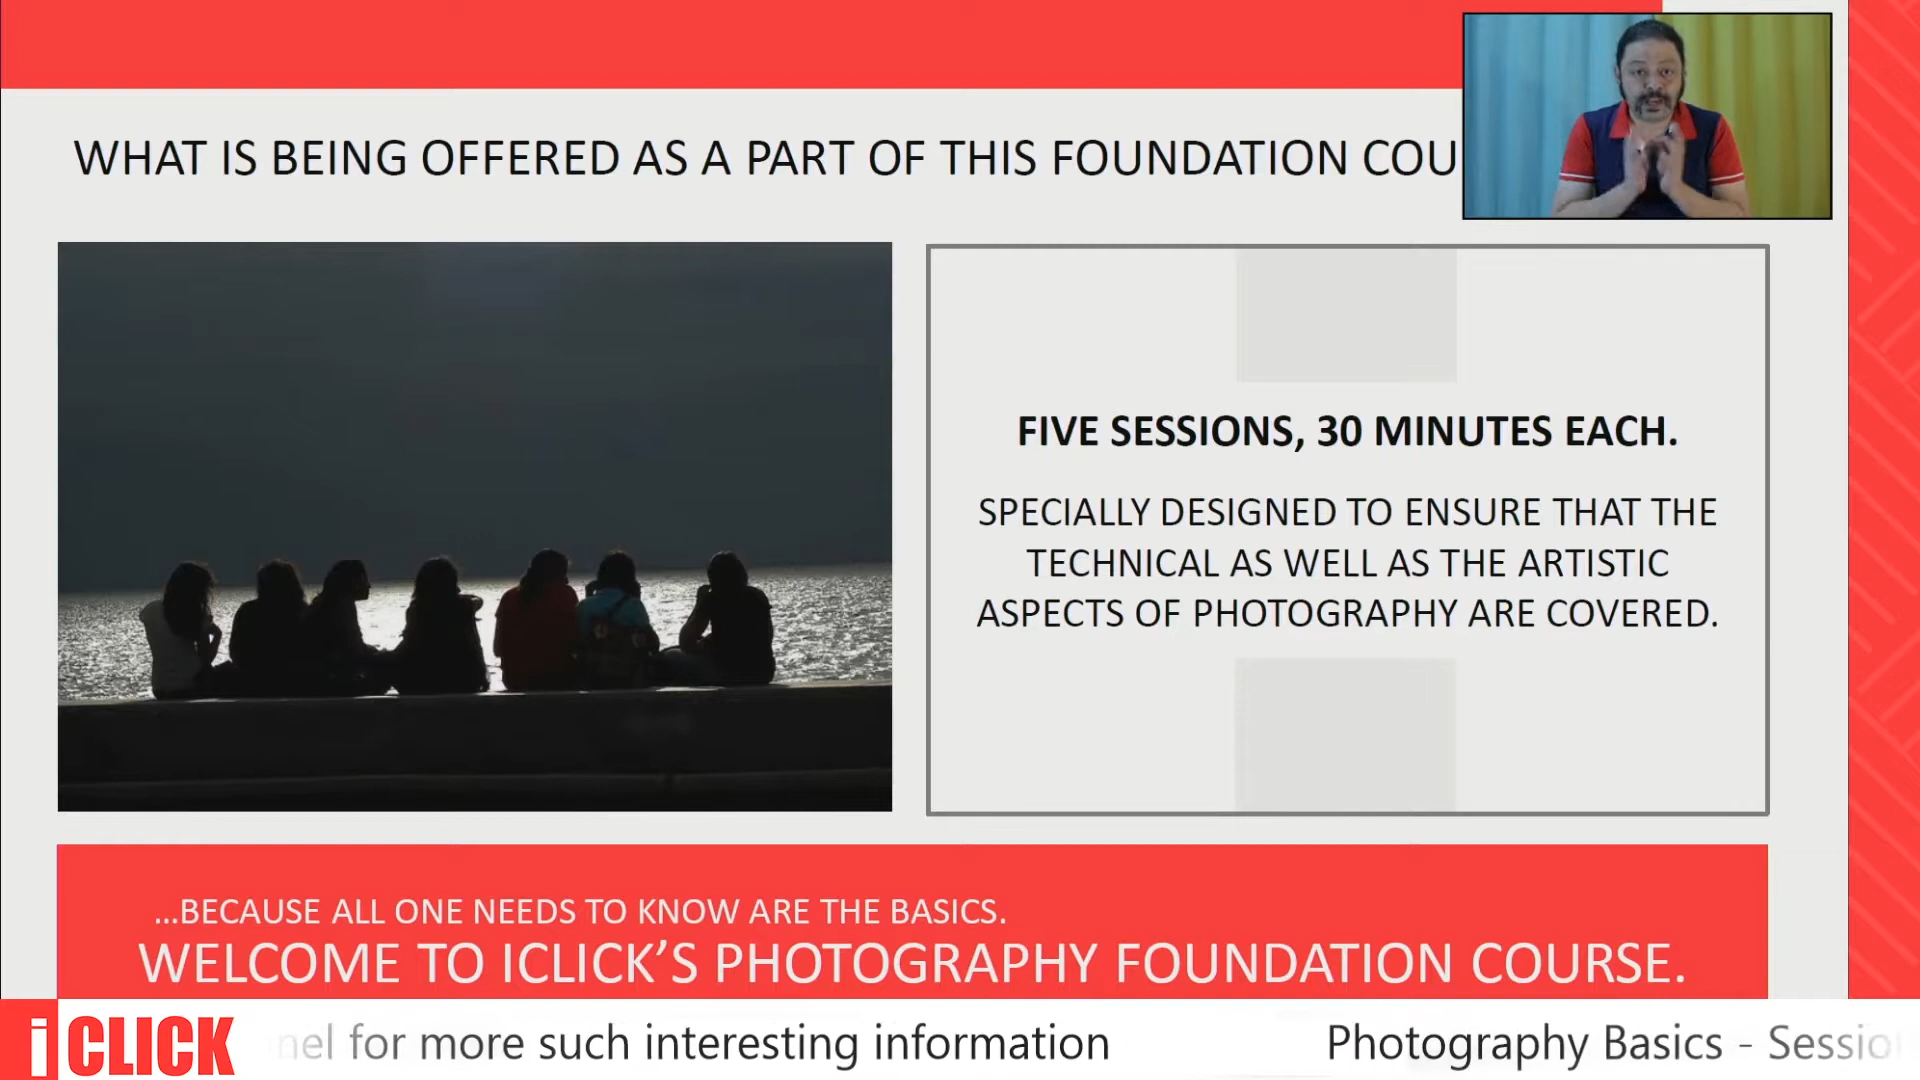 WHAT IS BEING OFFERED AS A PART OF THIS FOUNDATION COU
FIVE SESSIONS, 30 MINUTES EACH.
SPECIALLY DESIGNED TO ENSURE THAT THE
TECHNICAL AS WELL AS THE ARTISTIC
ASPECTS OF PHOTOGRAPHY ARE COVERED.
...BECAUSE ALL ONE NEEDS TO KNOW ARE THE BASICS.
WELCOME TO ICLICK’S PHOTOGRAPHY FOUNDATION COURSE.
iCLICK nel for more such interesting information Photography Basics - Sessio